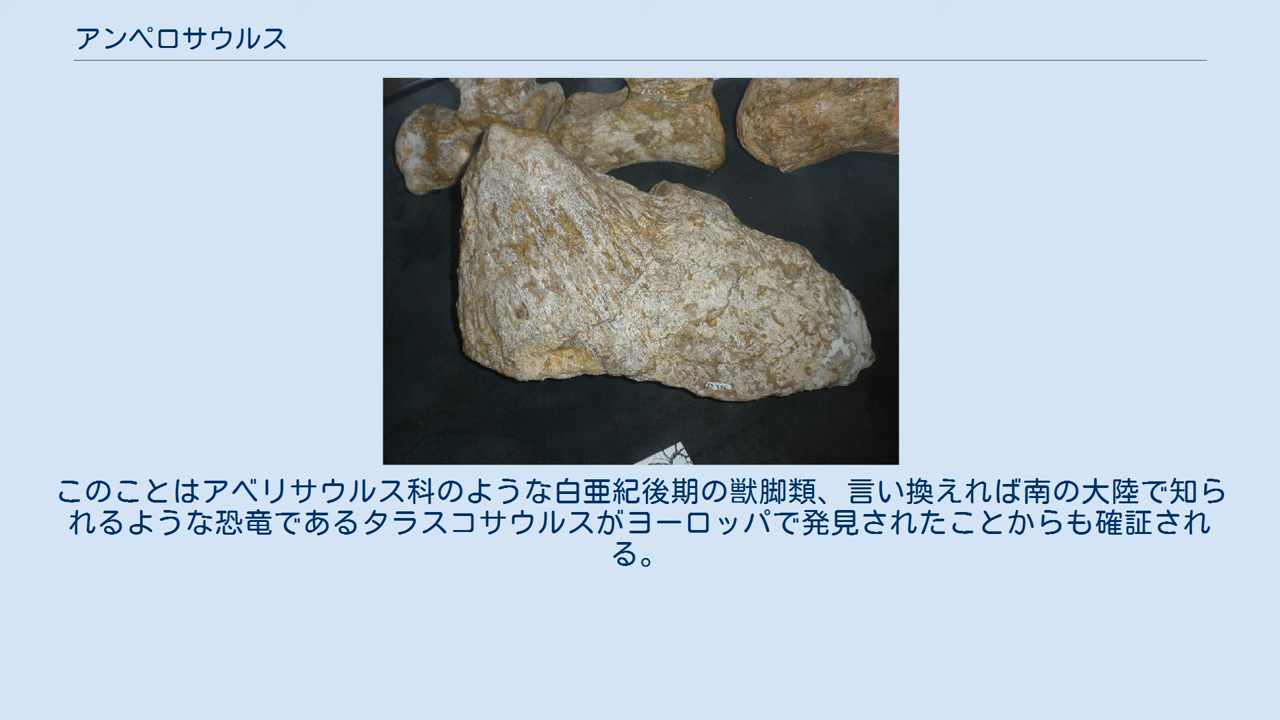 アンペロサウルス
このことはアベリサウルス科のような白亜紀後期の獣脚類、言い換えれば南の大陸で知ら
れるような恐竜であるタラスコサウルスがヨーロッパで発見されたことからも確証され
る。